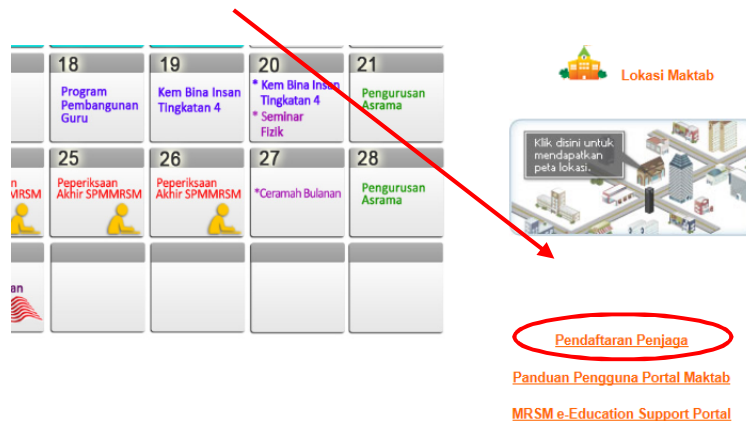 18
Program
Pembangunan
Guru
19
Kem Bina Insan
Tingkatan 4
20
* Kem Bina Insan
Tingkatan 4
* Seminar
Fizik
21
Pengurusan
Asrama
MRSM
25
Peperiksaan
Akhir SPMMRSM
26
Peperiksaan
Akhir SPMMRSM
27
*Ceramah Bulanan
28
Pengurusan
Asrama
an
Lokasi Maktab
Klik disini untuk
mendapatkan
peta lokasi.
Pendaftaran Penjaga
Panduan Pengguna Portal Maktab
MRSM e-Education Support Portal